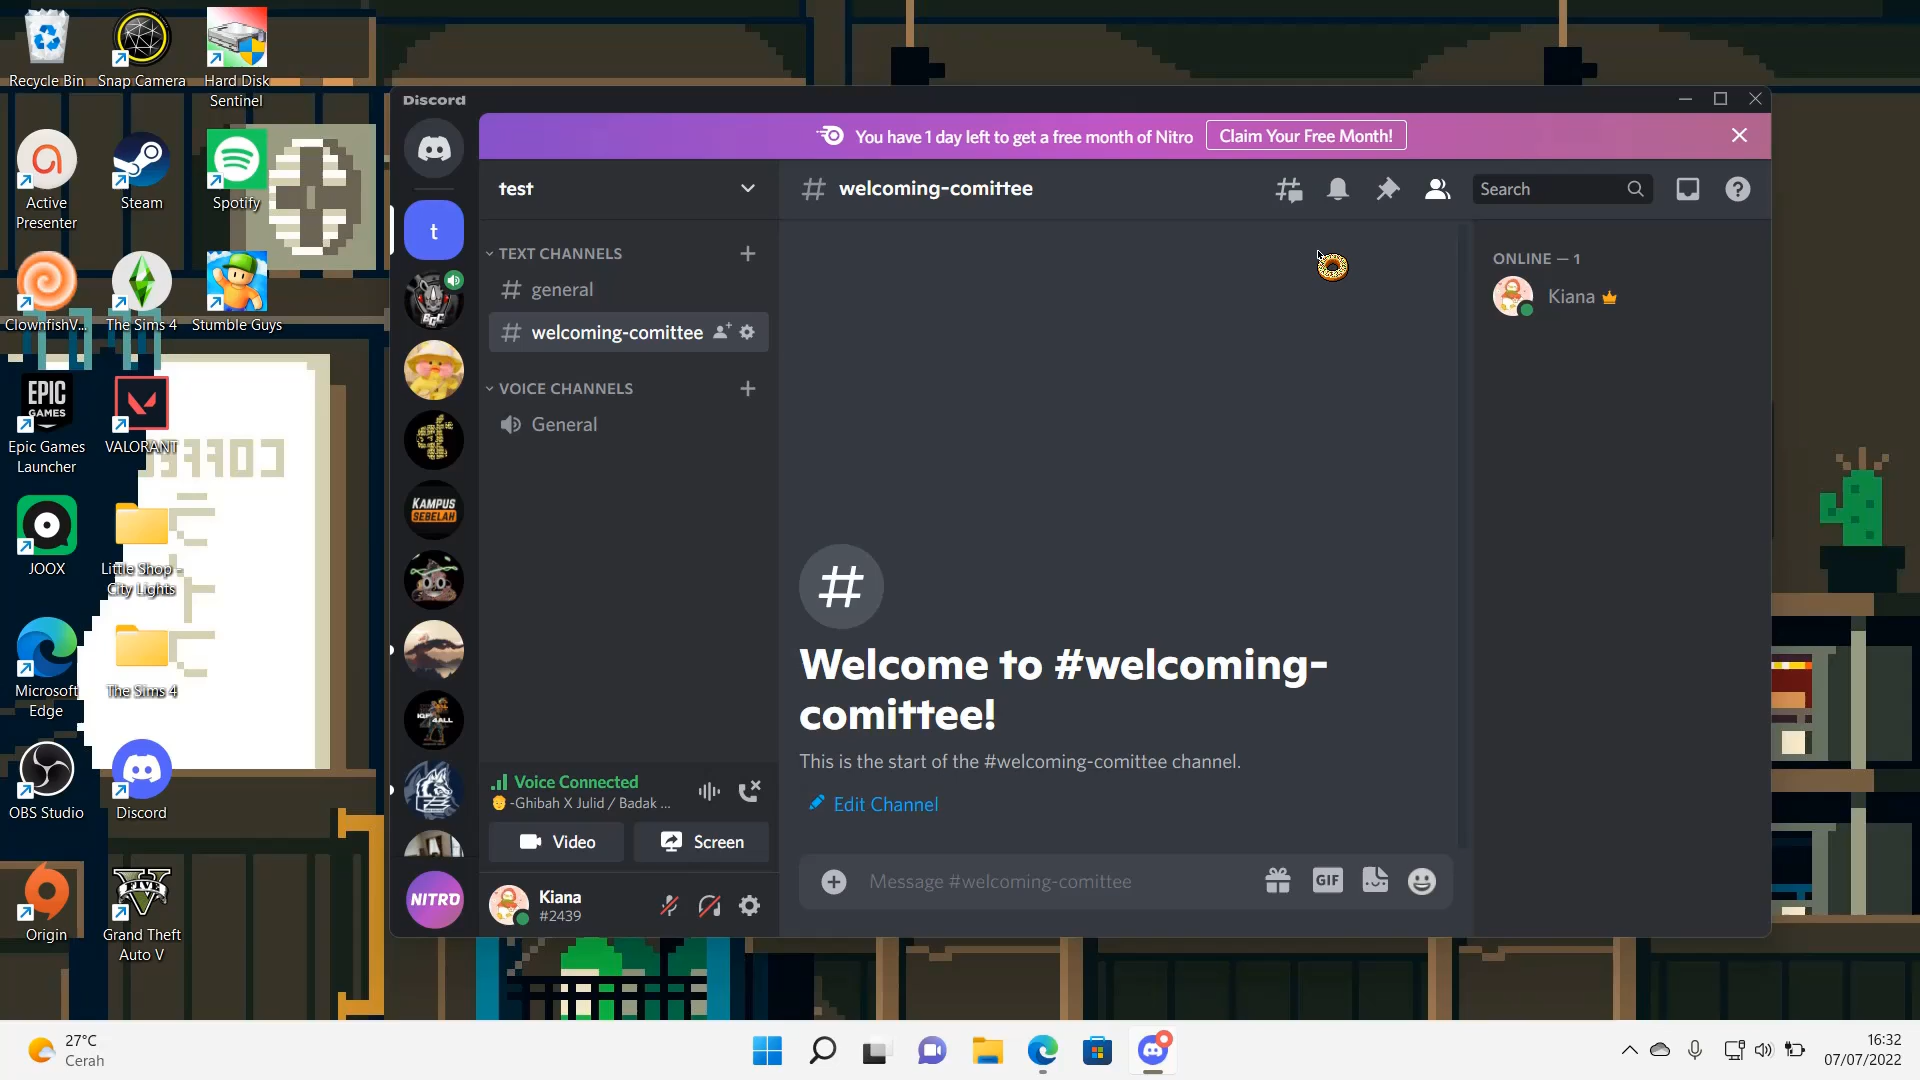 Recycle Bin
Snap Camera
Hard Disk
Sentinel
Active
Presenter
Steam
Spotify
ClownfishV...
The Sims 4
Stumble Guys
EPIC
GAMES
Epic Games
Launcher
VALORANT
COFFEE
JOOX
Little Shop -
City Lights
Microsoft
Edge
The Sims 4
OBS Studio
Discord
Origin
FIVE
Grand Theft
Auto V
Discord
You have 1 day left to get a free month of Nitro
Claim Your Free Month!
test
# welcoming-comittee
Search
t
BGC
KAMPUS
SEBELAH
NITRO
TEXT CHANNELS
# general
# welcoming-comittee
VOICE CHANNELS
General
Voice Connected
-Ghibah X Julid / Badak ...
Video
Screen
Kiana
#2439
ONLINE — 1
Kiana
#
Welcome to #welcoming-
comittee!
This is the start of the #welcoming-comittee channel.
Edit Channel
Message #welcoming-comittee
GIF
27°C
Cerah
16:32
07/07/2022